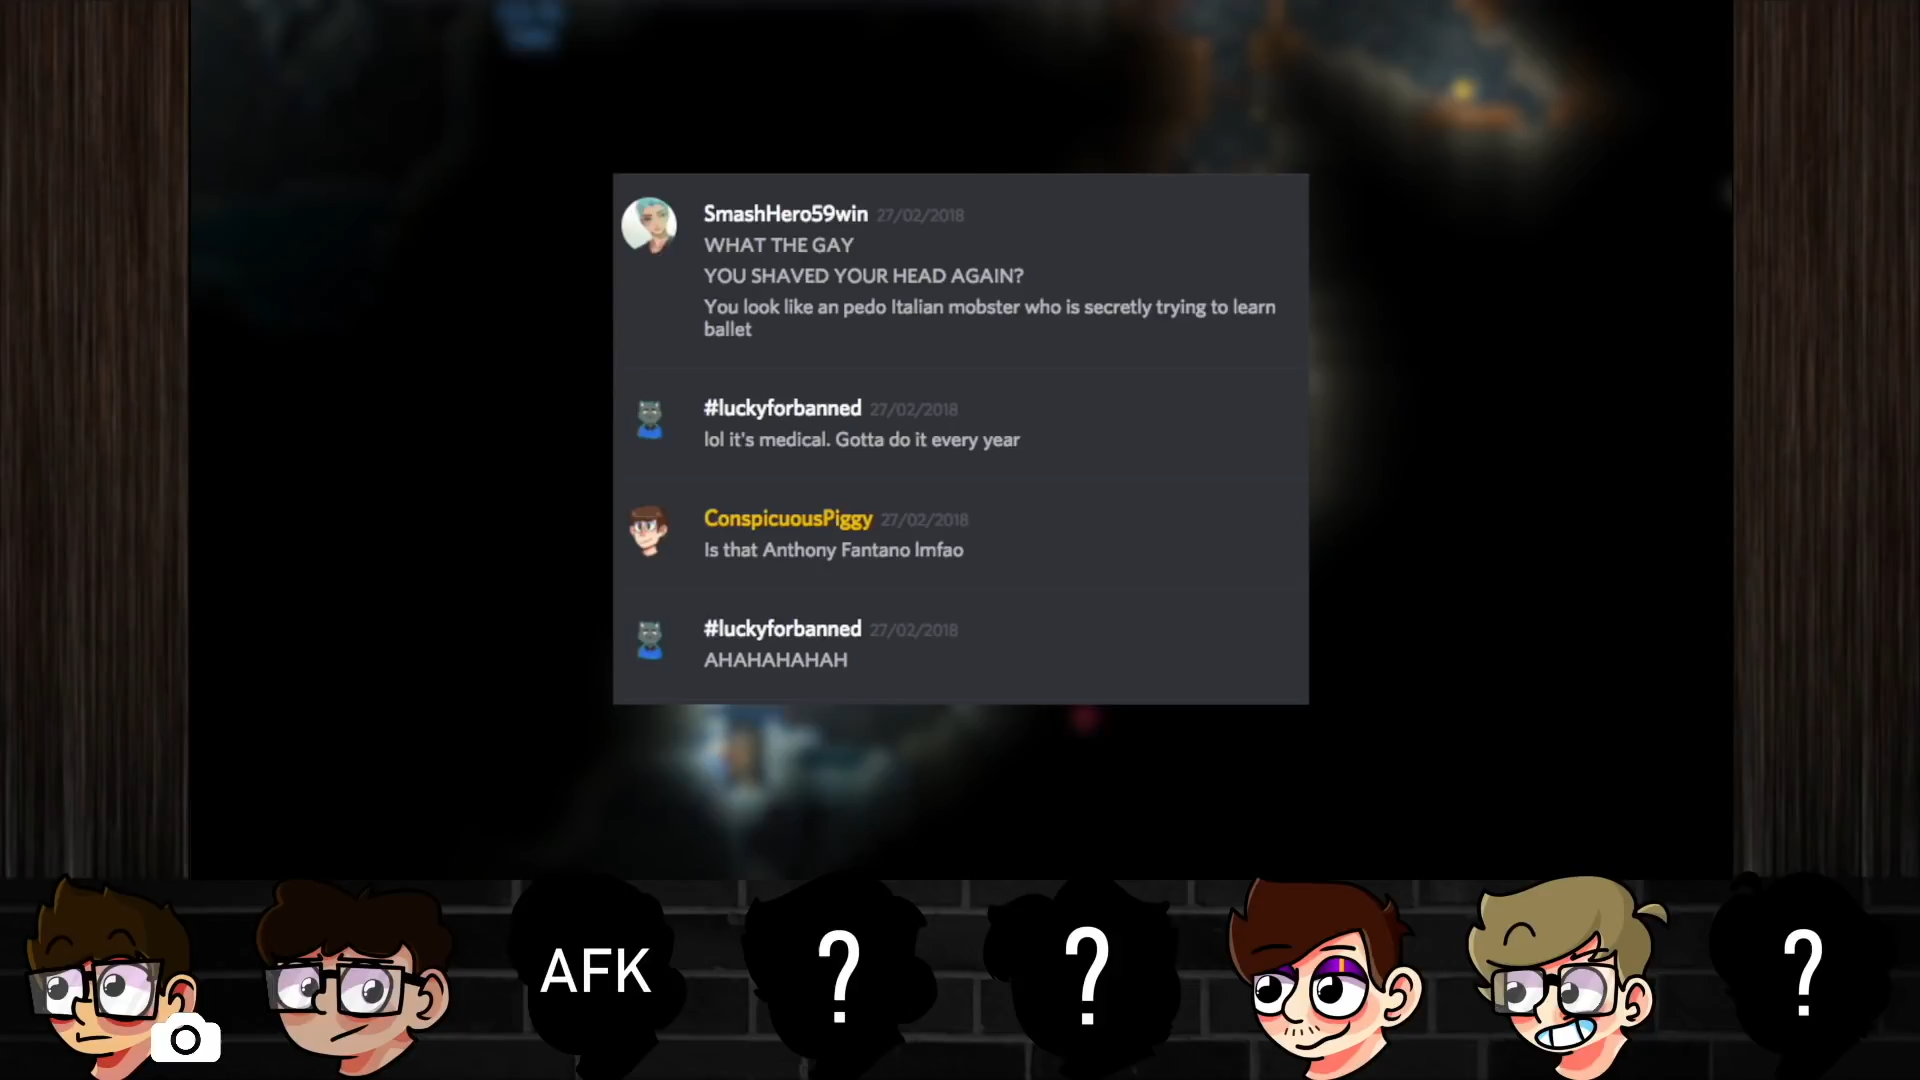 SmashHero59win 27/02/2018
WHAT THE GAY
YOU SHAVED YOUR HEAD AGAIN?
You look like an pedo Italian mobster who is secretly trying to learn
ballet
#luckyforbanned 27/02/2018
lol it's medical. Gotta do it every year
ConspicuousPiggy 27/02/2018
Is that Anthony Fantano lmfao
#luckyforbanned 27/02/2018
AHAHAHAHAH
AFK ? ? ?